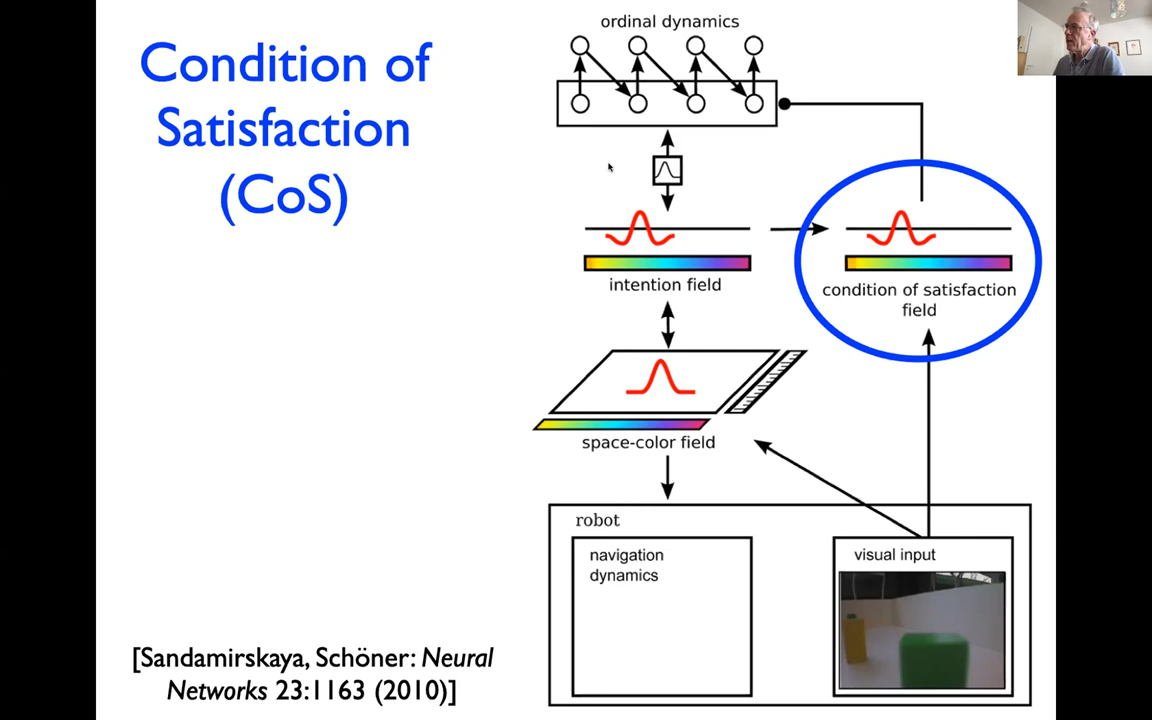 Condition of
Satisfaction
(CoS)
ordinal dynamics
intention field
condition of satisfaction
field
space-color field
robot
navigation
dynamics
visual input
[Sandamirskaya, Schöner: Neural
Networks 23:1163 (2010)]